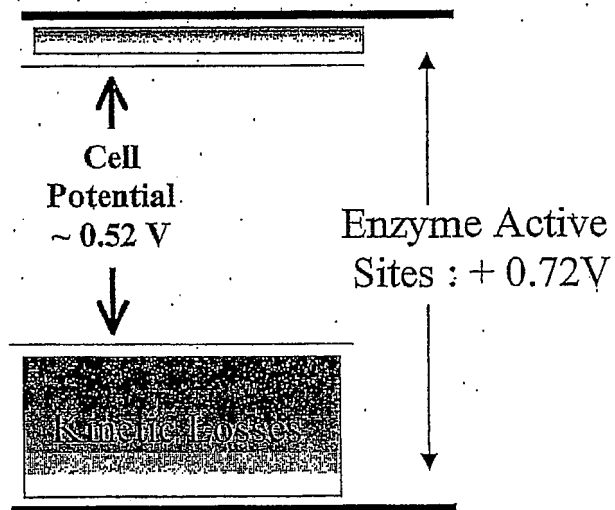 Cell
Potential
~ 0.52 V
Enzyme Active
Sites : + 0.72V
Kinetic Losses